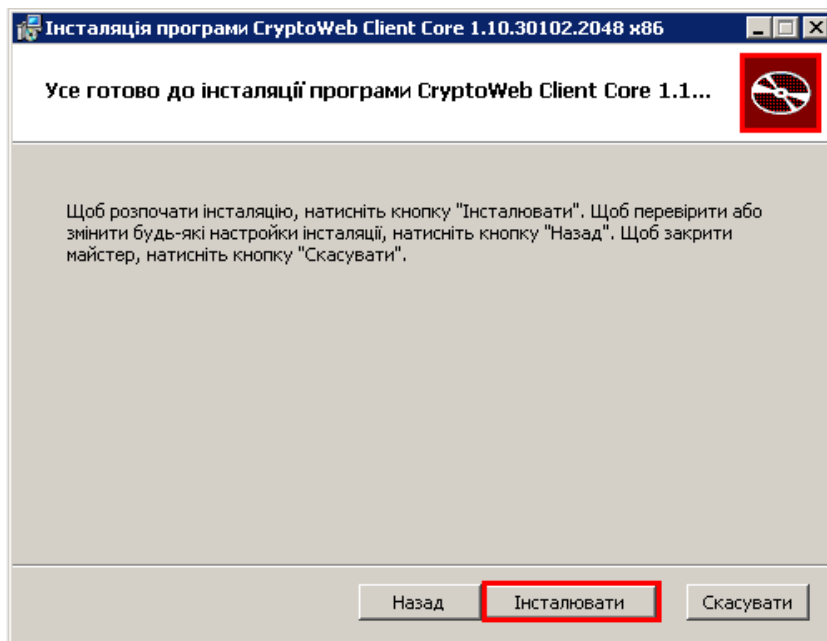 Інсталяція програми CryptoWeb Client Core 1.10.30102.2048 x86
Усе готово до інсталяції програми CryptoWeb Client Core 1.1...
Щоб розпочати інсталяцію, натисніть кнопку "Інсталювати". Щоб перевірити або
змінити будь-які настройки інсталяції, натисніть кнопку "Назад". Щоб закрити
майстер, натисніть кнопку "Скасувати".
Назад
Інсталювати
Скасувати